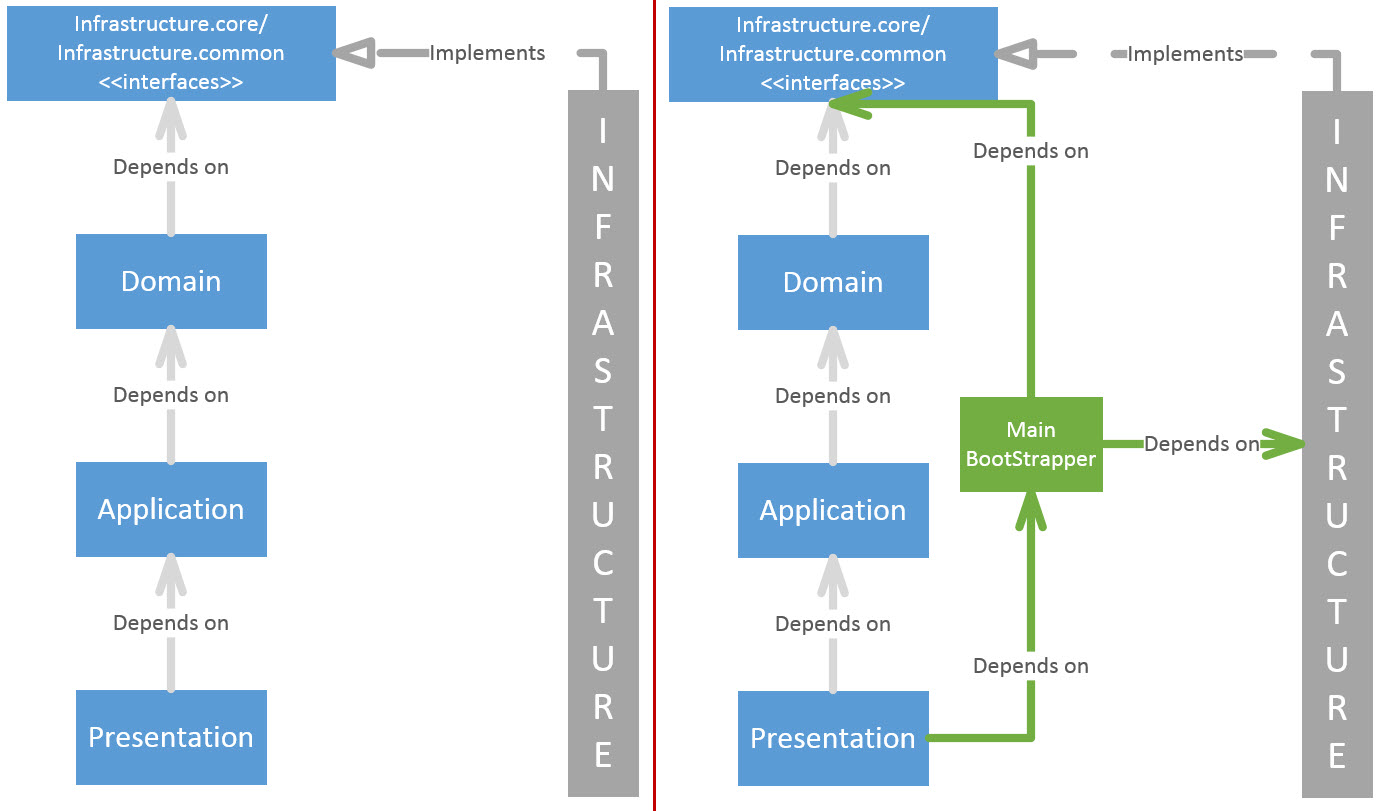 Infrastructure.core/
Infrastructure.common
<<interfaces>>
Implements
Depends on
Domain
Depends on
Application
Depends on
Presentation
I
N
F
R
A
S
T
R
U
C
T
U
R
E
Infrastructure.core/
Infrastructure.common
<<interfaces>>
Implements
Depends on
Depends on
Domain
Depends on
Main
BootStrapper
Depends on
Application
Depends on
Depends on
Presentation
I
N
F
R
A
S
T
R
U
C
T
U
R
E